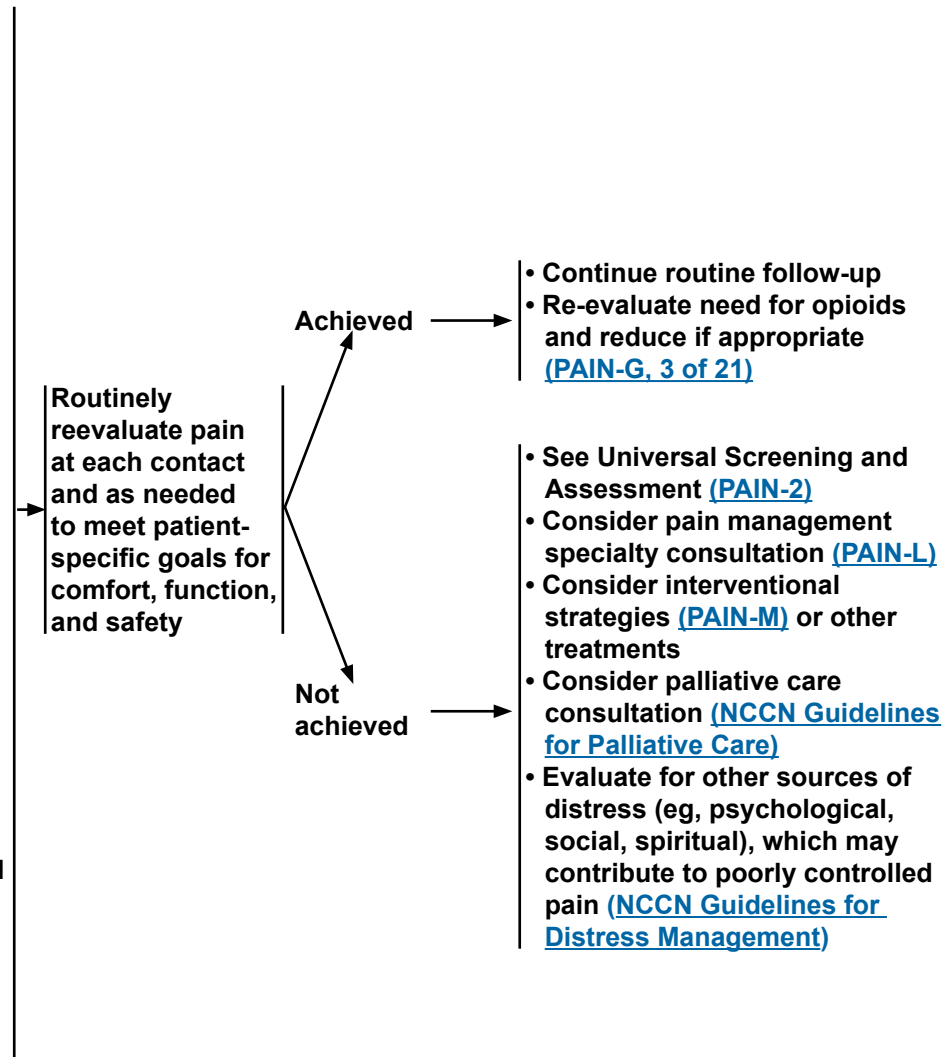 Routinely
reevaluate pain
at each contact
and as needed
to meet patient-
specific goals for
comfort, function,
and safety
Achieved
• Continue routine follow-up
• Re-evaluate need for opioids
and reduce if appropriate
(PAIN-G, 3 of 21)
Not
achieved
• See Universal Screening and
Assessment (PAIN-2)
• Consider pain management
specialty consultation (PAIN-L)
• Consider interventional
strategies (PAIN-M) or other
treatments
• Consider palliative care
consultation (NCCN Guidelines
for Palliative Care)
• Evaluate for other sources of
distress (eg, psychological,
social, spiritual), which may
contribute to poorly controlled
pain (NCCN Guidelines for
Distress Management)